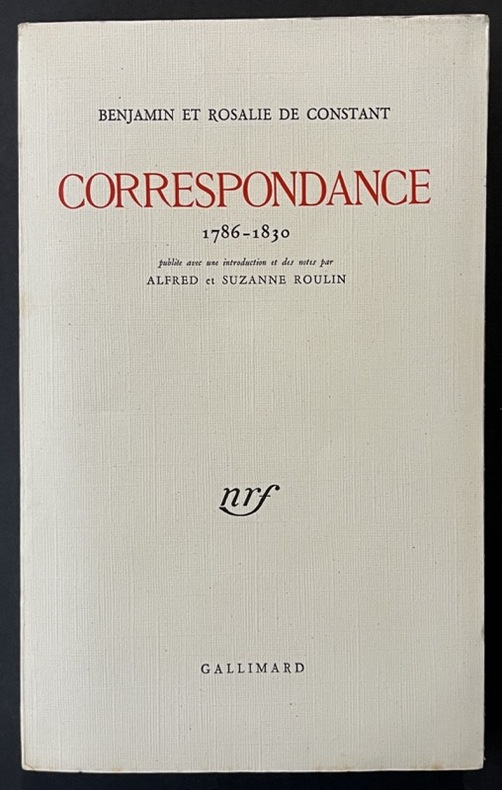 BENJAMIN ET ROSALIE DE CONSTANT
CORRESPONDANCE
1786-1830
publiée avec une introduction et des notes par
ALFRED et SUZANNE ROULIN
nrf
GALLIMARD